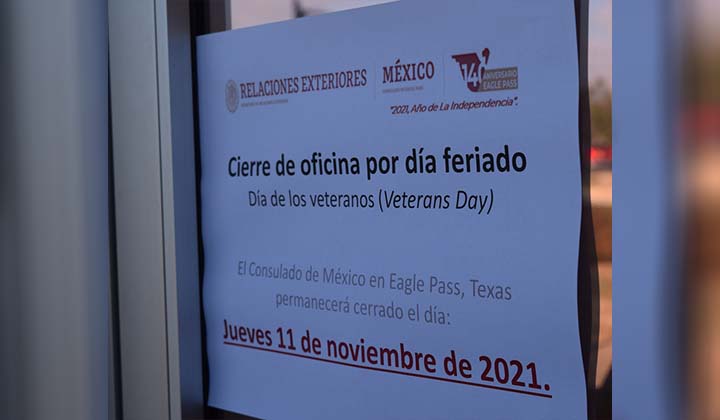 RELACIONES EXTERIORES
MÉXICO
14
ANIVERSARIO
EAGLE PASS
"2021, Año de La Independencia".
Cierre de oficina por día feriado
Día de los veteranos (Veterans Day)
El Consulado de México en Eagle Pass, Texas
permanecerá cerrado el día:
Jueves 11 de noviembre de 2021.